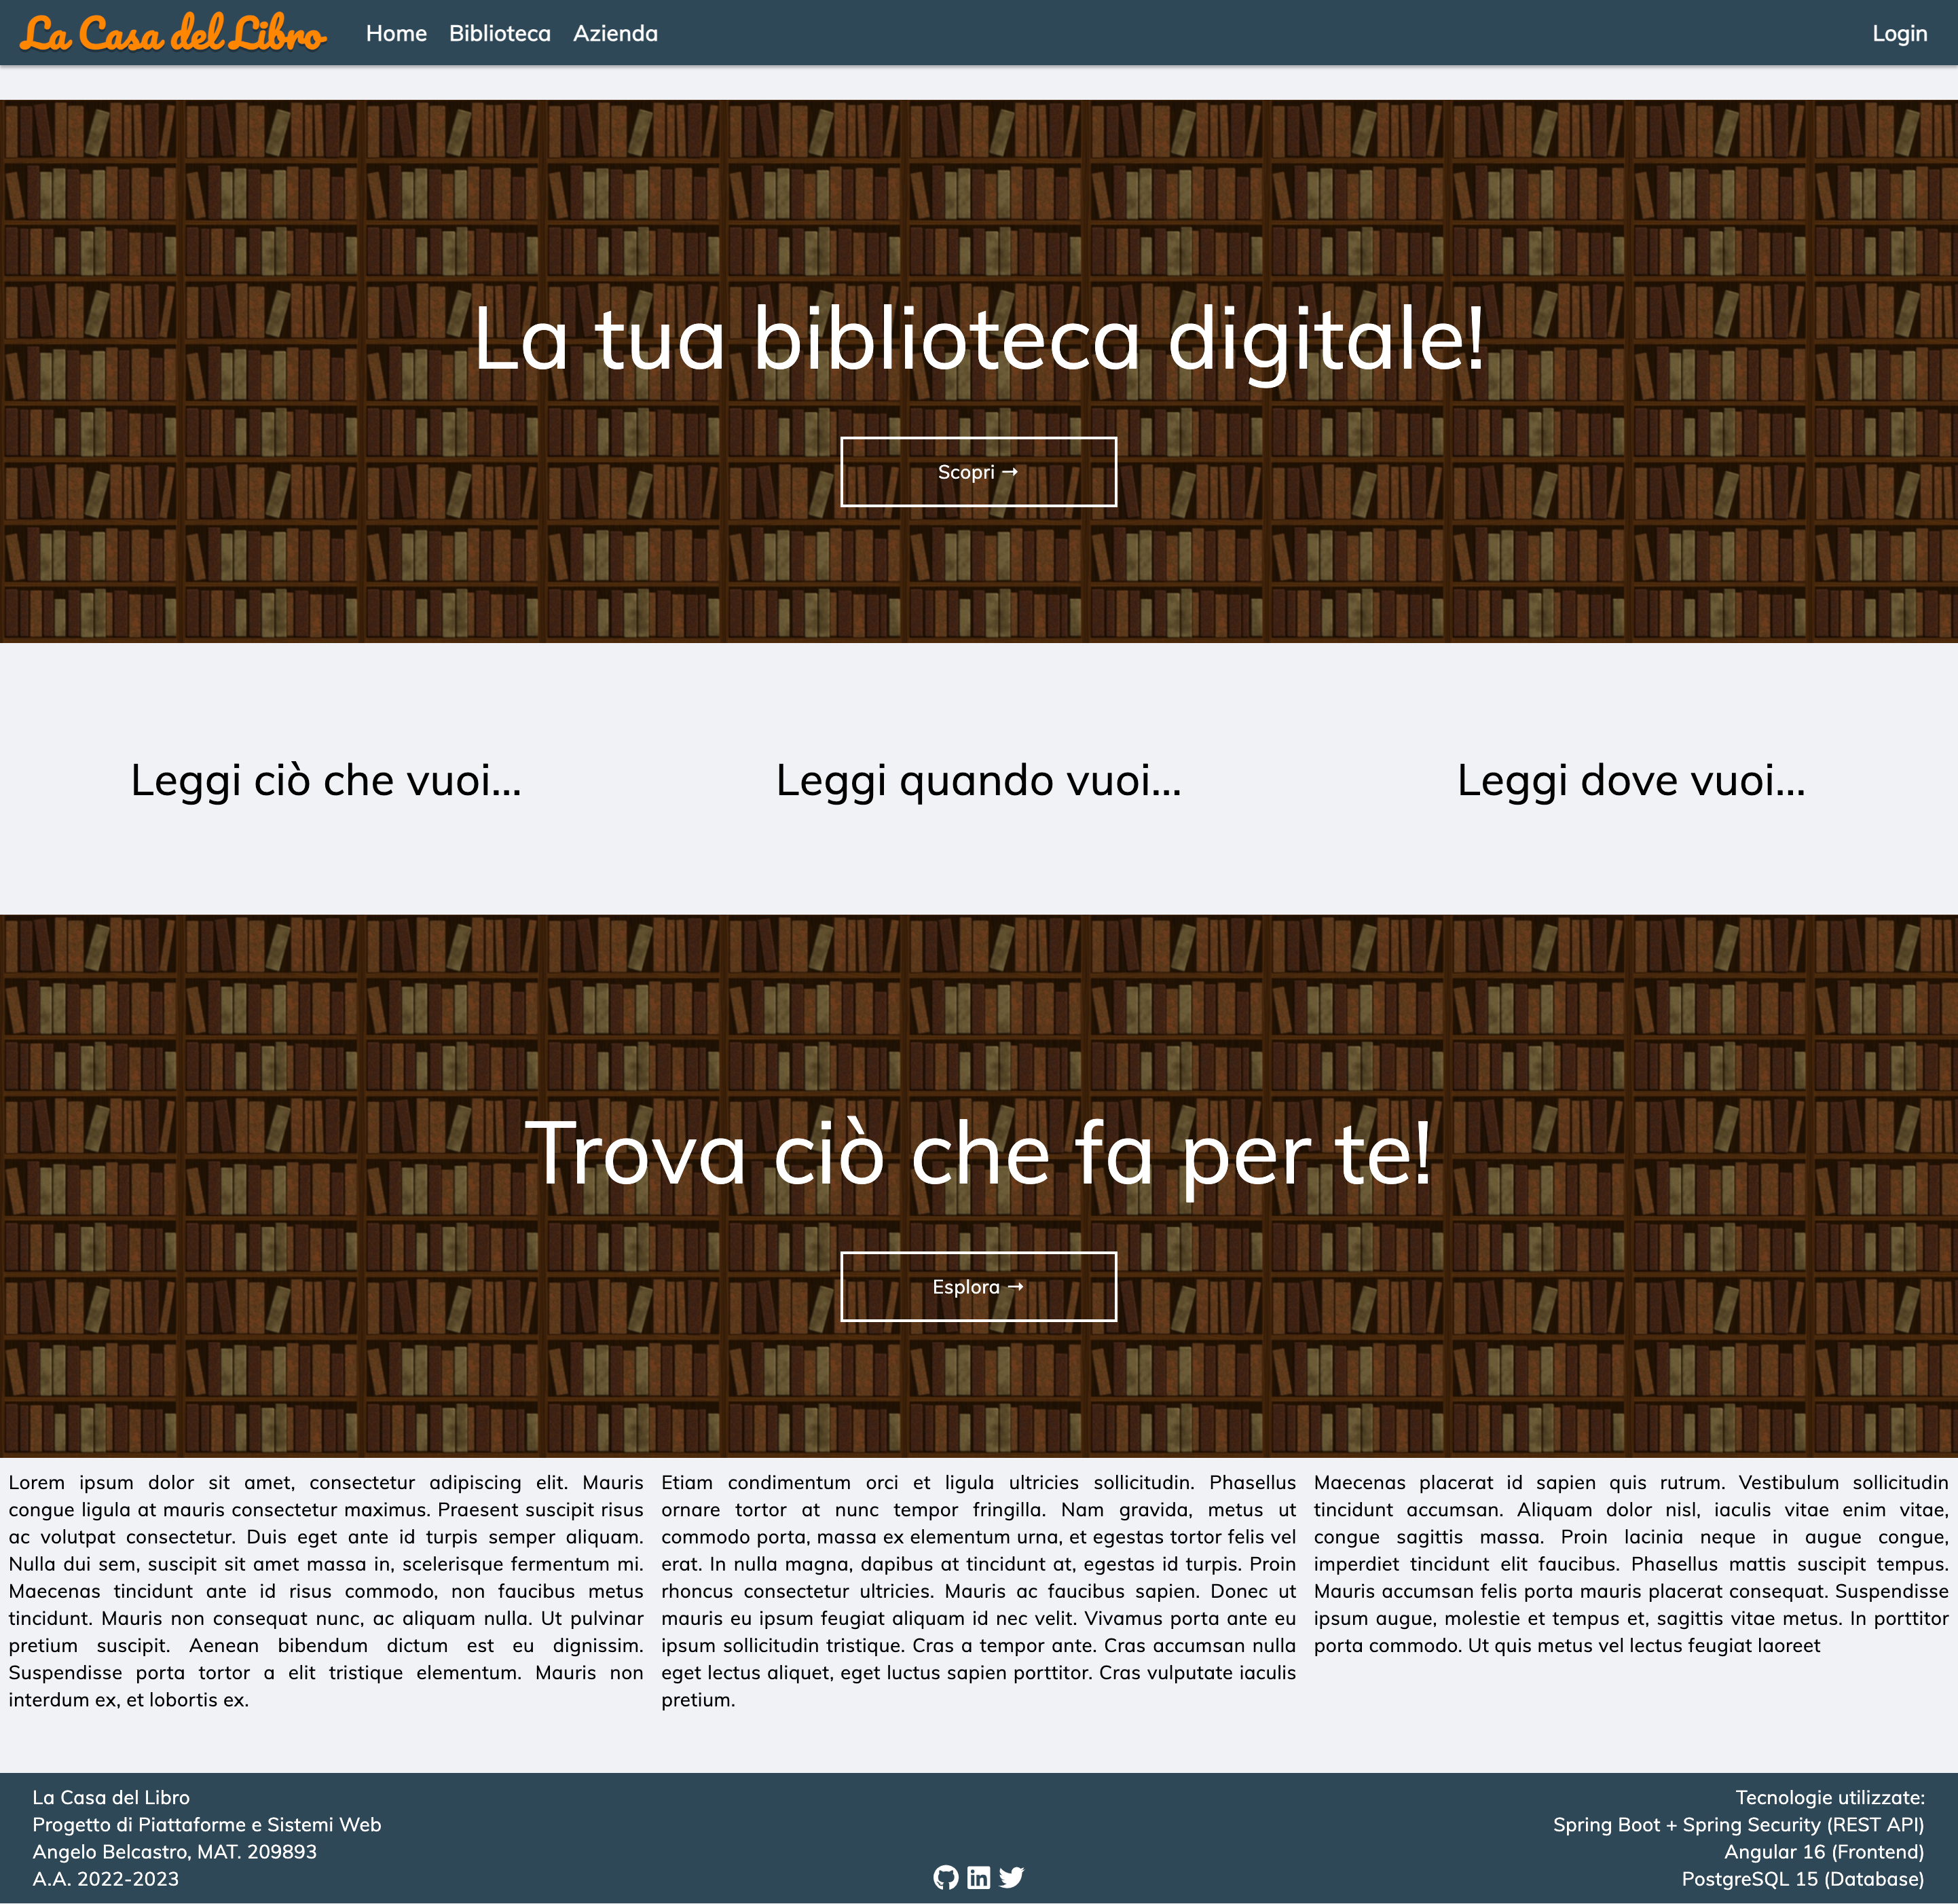 La Casa del Libro
Home
Biblioteca
Azienda
Login
La tua biblioteca digitale!
Scopri →
Leggi ciò che vuoi...
Leggi quando vuoi...
Leggi dove vuoi...
Trova ciò che fa per te!
Esplora →
Lorem ipsum dolor sit amet, consectetur adipiscing elit. Mauris
congue ligula at mauris consectetur maximus. Praesent suscipit risus
ac volutpat consectetur. Duis eget ante id turpis semper aliquam.
Nulla dui sem, suscipit sit amet massa in, scelerisque fermentum mi.
Maecenas tincidunt ante id risus commodo, non faucibus metus
tincidunt. Mauris non consequat nunc, ac aliquam nulla. Ut pulvinar
pretium suscipit. Aenean bibendum dictum est eu dignissim.
Suspendisse porta tortor a elit tristique elementum. Mauris non
interdum ex, et lobortis ex.
Etiam condimentum orci et ligula ultricies sollicitudin. Phasellus
ornare tortor at nunc tempor fringilla. Nam gravida, metus ut
commodo porta, massa ex elementum urna, et egestas tortor felis vel
erat. In nulla magna, dapibus at tincidunt at, egestas id turpis. Proin
rhoncus consectetur ultricies. Mauris ac faucibus sapien. Donec ut
mauris eu ipsum feugiat aliquam id nec velit. Vivamus porta ante eu
ipsum sollicitudin tristique. Cras a tempor ante. Cras accumsan nulla
eget lectus aliquet, eget luctus sapien porttitor. Cras vulputate iaculis
pretium.
Maecenas placerat id sapien quis rutrum. Vestibulum sollicitudin
tincidunt accumsan. Aliquam dolor nisl, iaculis vitae enim vitae,
congue sagittis massa. Proin lacinia neque in augue congue,
imperdiet tincidunt elit faucibus. Phasellus mattis suscipit tempus.
Mauris accumsan felis porta mauris placerat consequat. Suspendisse
ipsum augue, molestie et tempus et, sagittis vitae metus. In porttitor
porta commodo. Ut quis metus vel lectus feugiat laoreet
La Casa del Libro
Progetto di Piattaforme e Sistemi Web
Angelo Belcastro, MAT. 209893
A.A. 2022-2023
Tecnologie utilizzate:
Spring Boot + Spring Security (REST API)
Angular 16 (Frontend)
PostgreSQL 15 (Database)